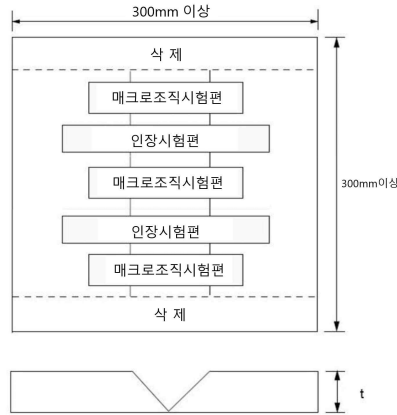 300mm 이상
삭 제
매크로조직시험편
인장시험편
매크로조직시험편
300mm이상
인장시험편
매크로조직시험편
삭 제
t